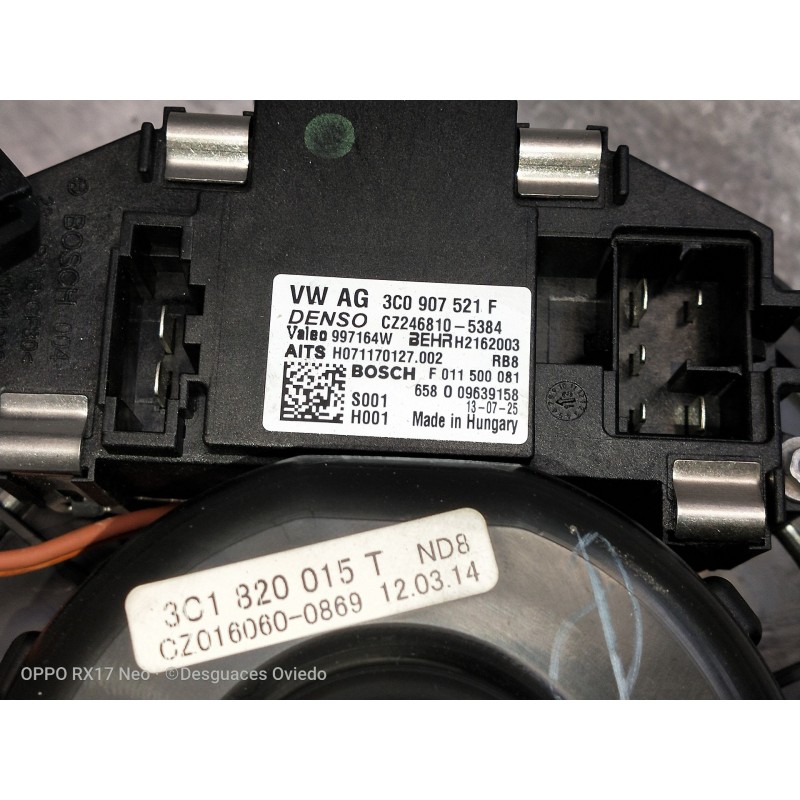 BOSCH
VW AG 3C0 907 521 F
DENSO CZ246810-5384
Valeo 997164W BEHR H2162003
AITS H071170127.002 RB8
BOSCH F 011 500 081
658 0 09639158
S001 13-07-25
H001 Made in Hungary
3C1 820 015 T ND8
CZ016060-0869 12.03.14
OPPO RX17 Neo · ©Desguaces Oviedo